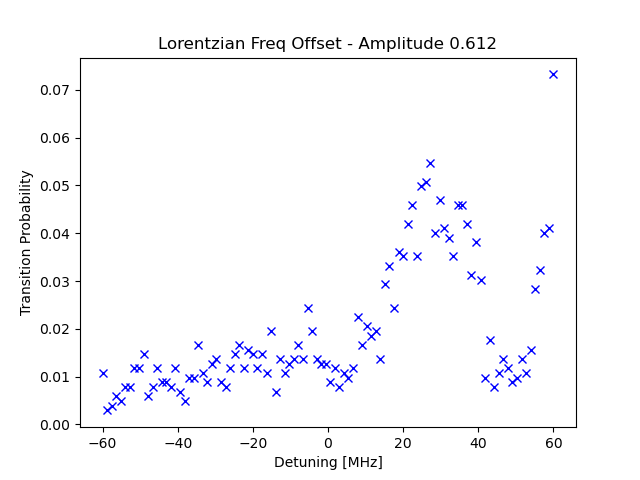 Lorentzian Freq Offset - Amplitude 0.612
Transition Probability
0.07
0.06
0.05
0.04
0.03
0.02
0.01
0.00
−60 −40 −20 0 20 40 60
Detuning [MHz]